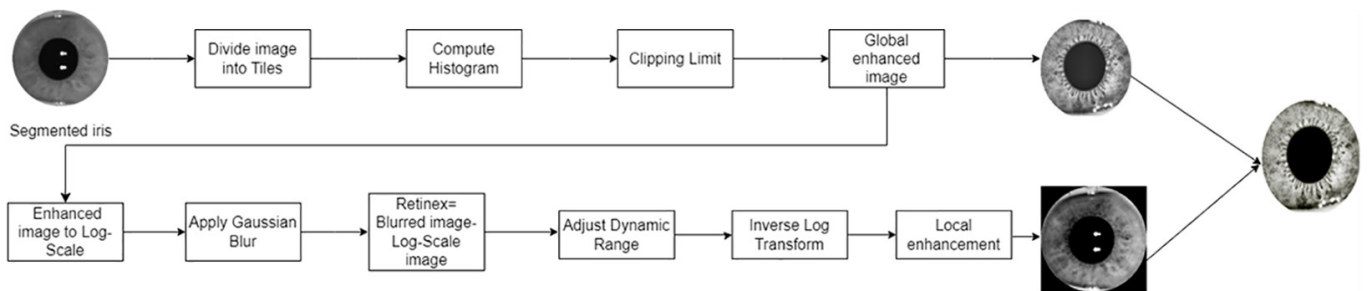 Divide image
into Tiles
Compute
Histogram
Clipping Limit
Global
enhanced
image
Segmented iris
Enhanced
image to Log-
Scale
Apply Gaussian
Blur
Retinex=
Blurred image-
Log-Scale
image
Adjust Dynamic
Range
Inverse Log
Transform
Local
enhancement